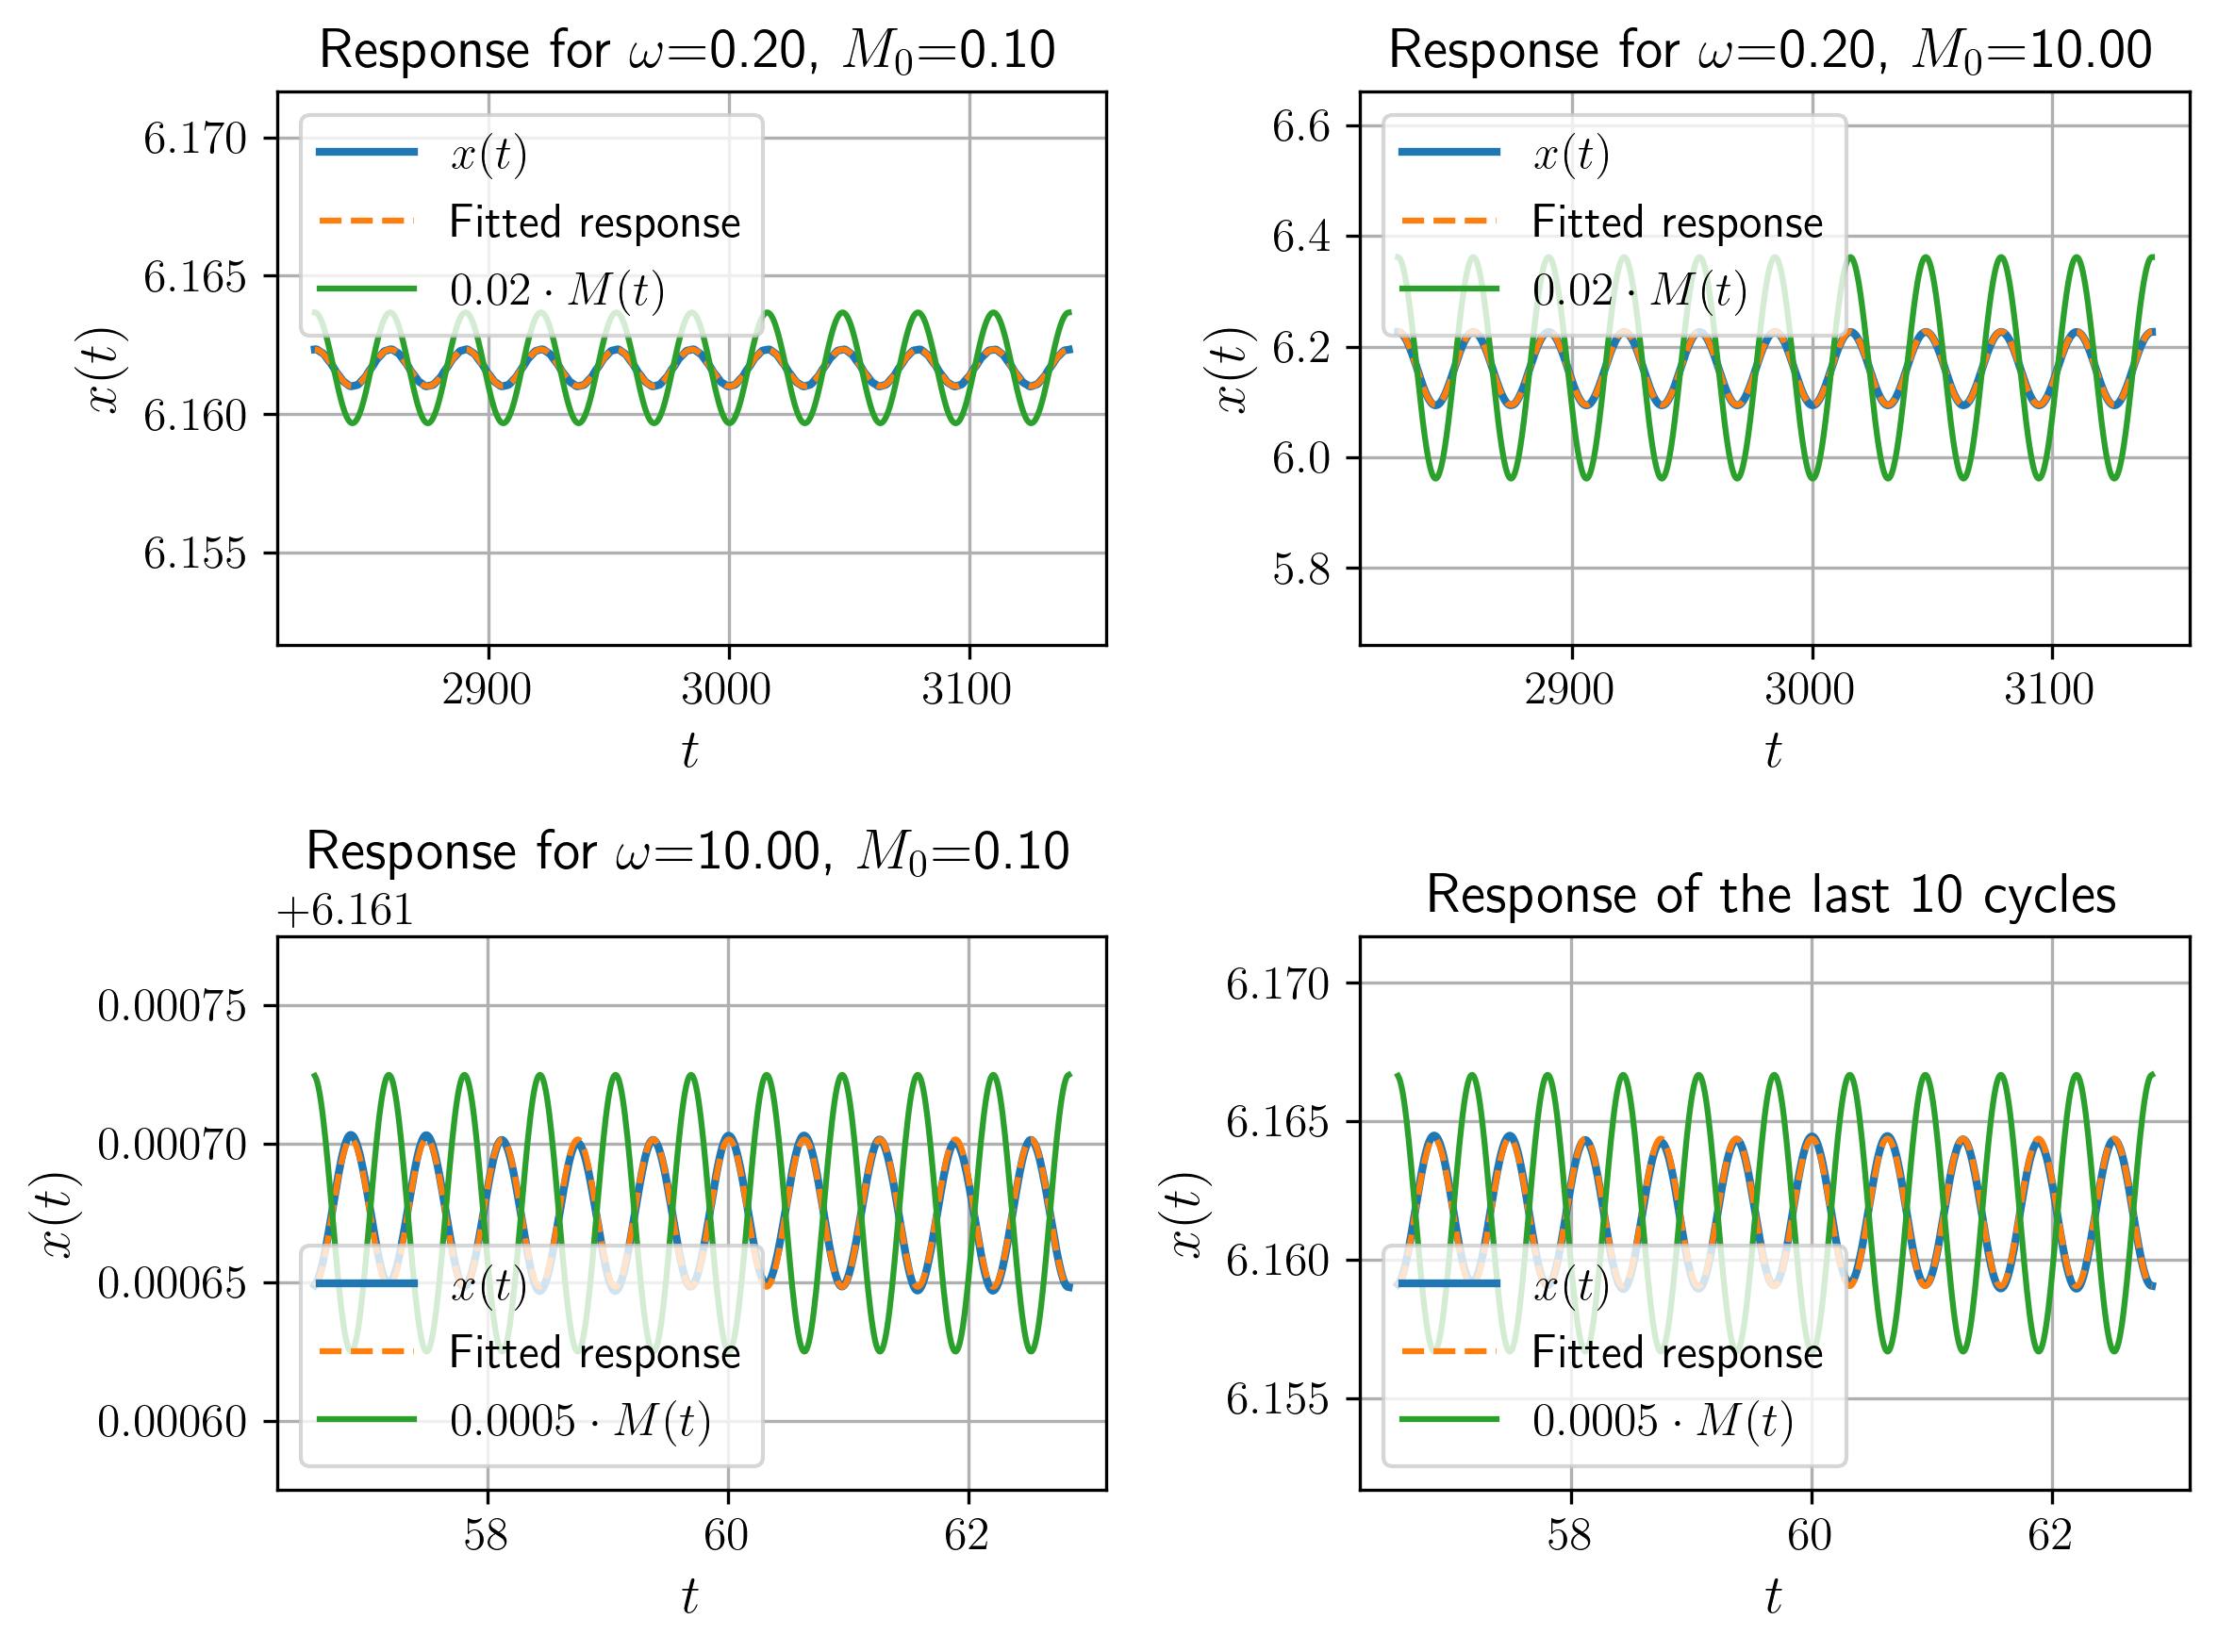 Response for ω=0.20, M₀=0.10
x(t)
Fitted response
0.02 · M(t)
6.170
6.165
6.160
6.155
x(t)
2900 3000 3100
t
Response for ω=0.20, M₀=10.00
x(t)
Fitted response
0.02 · M(t)
6.6
6.4
6.2
6.0
5.8
x(t)
2900 3000 3100
t
Response for ω=10.00, M₀=0.10
+6.161
0.00075
0.00070
0.00065
0.00060
x(t)
x(t)
Fitted response
0.0005 · M(t)
58 60 62
t
Response of the last 10 cycles
6.170
6.165
6.160
6.155
x(t)
x(t)
Fitted response
0.0005 · M(t)
58 60 62
t